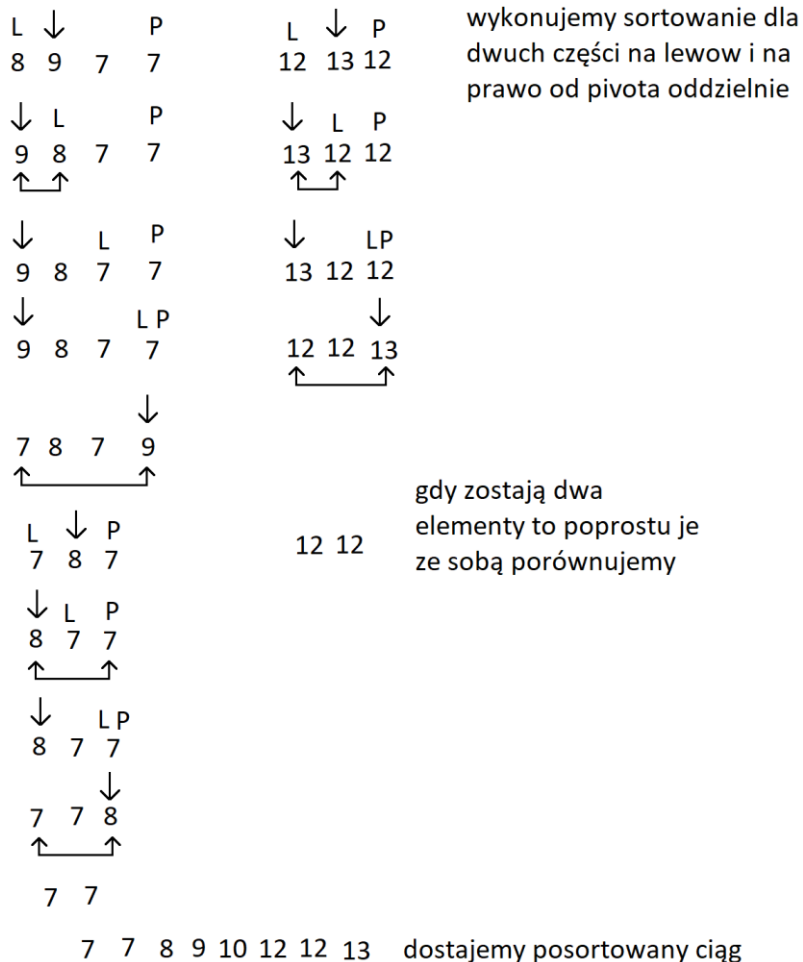 L ↓ P
8 9 7 7
↓ L P
9 8 7 7
↓ L P
9 8 7 7
↓ L P
9 8 7 7
↓
7 8 7 9
L ↓ P
12 13 12
↓ L P
13 12 12
↓ LP
13 12 12
↓
12 12 13
wykonujemy sortowanie dla
dwuch części na lewow i na
prawo od pivota oddzielnie
L ↓ P
7 8 7
12 12
gdy zostają dwa
elementy to poprostu je
ze sobą porównujemy
↓ L P
8 7 7
↓ L P
8 7 7
↓
7 7 8
7 7
7 7 8 9 10 12 12 13 dostajemy posortowany ciąg